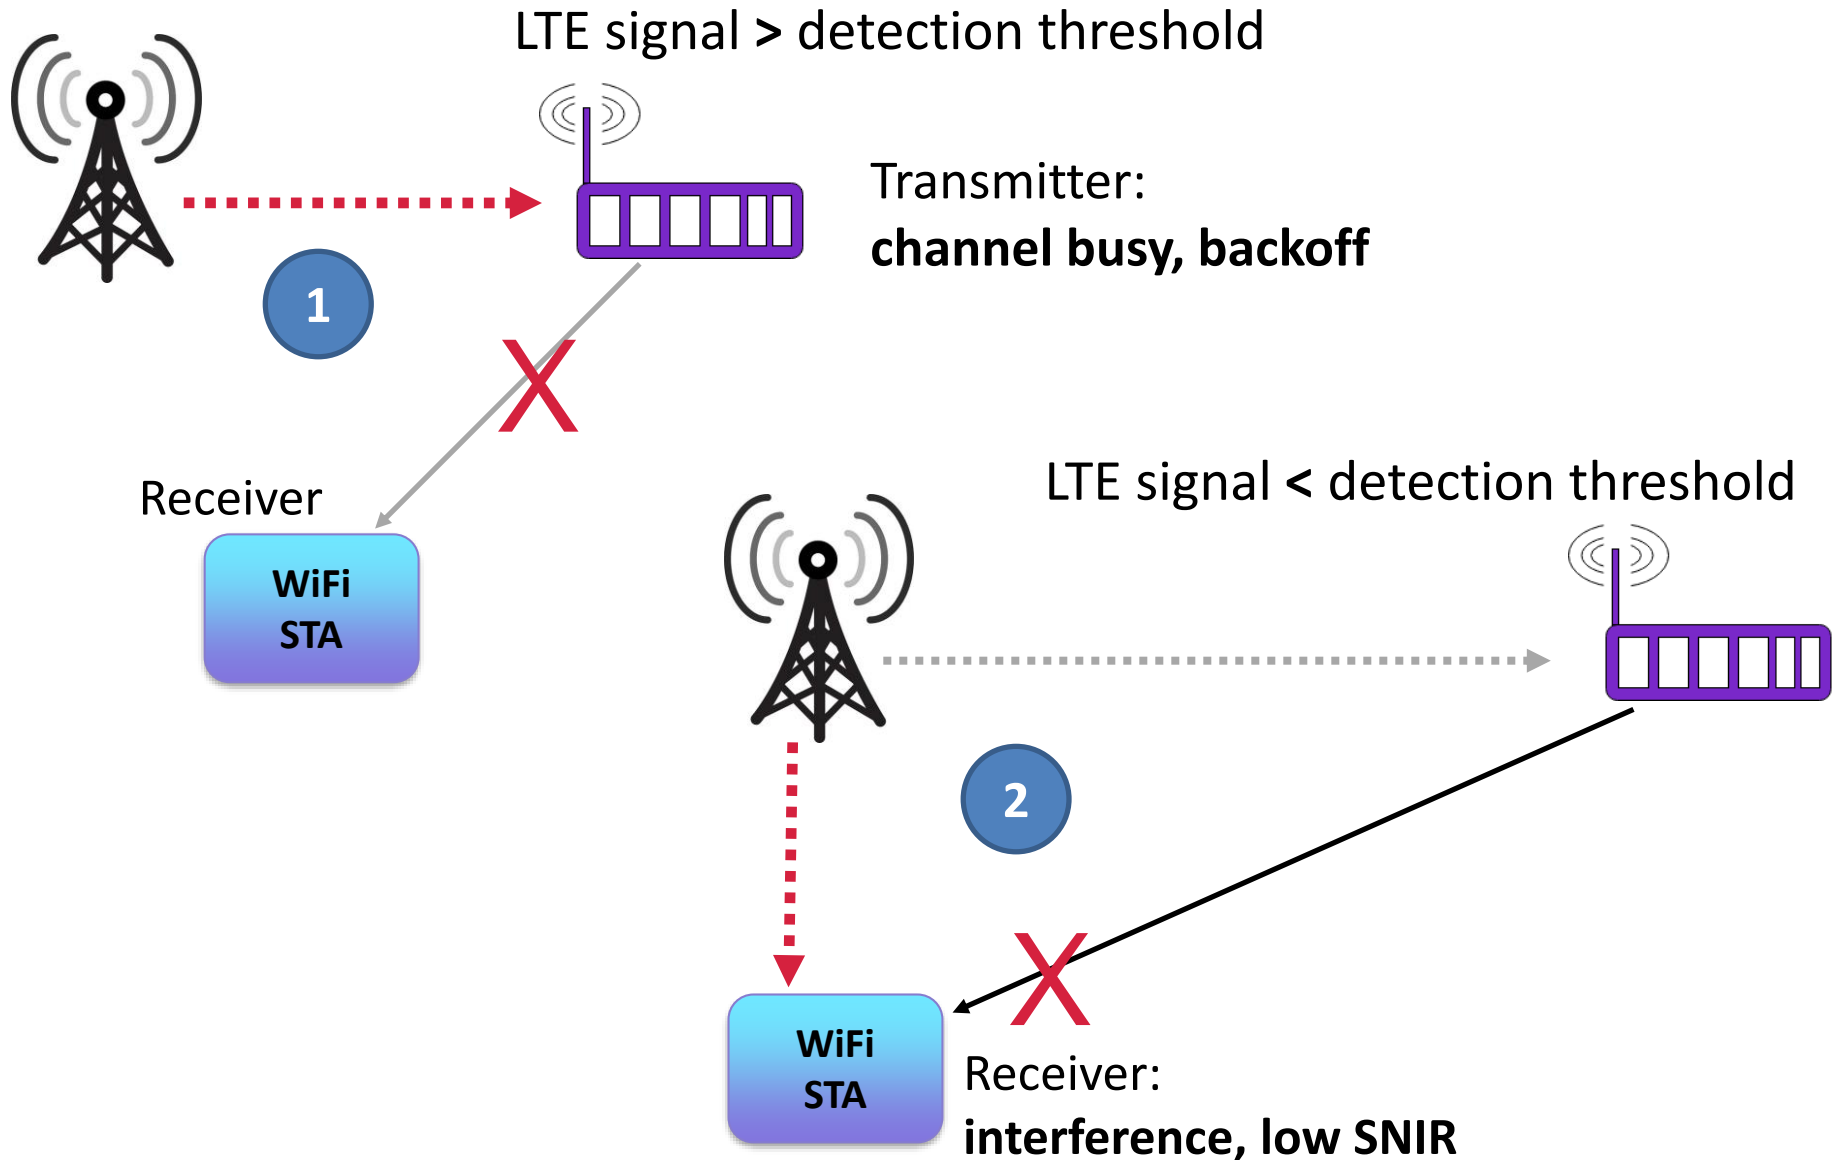 LTE signal > detection threshold
Transmitter:
channel busy, backoff
1
X
Receiver
WiFi
STA
LTE signal < detection threshold
2
X
WiFi
STA
Receiver:
interference, low SNIR